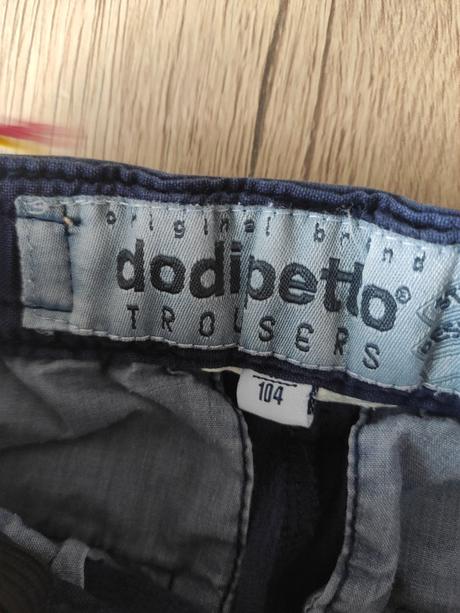 original brand
dodipetto®
TROUSERS
104